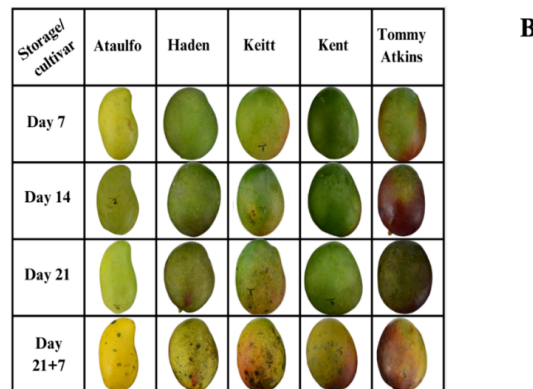 Storage/
cultivar
Ataulfo
Haden
Keitt
Kent
Tommy
Atkins
Day 7
Day 14
Day 21
Day
21+7
B